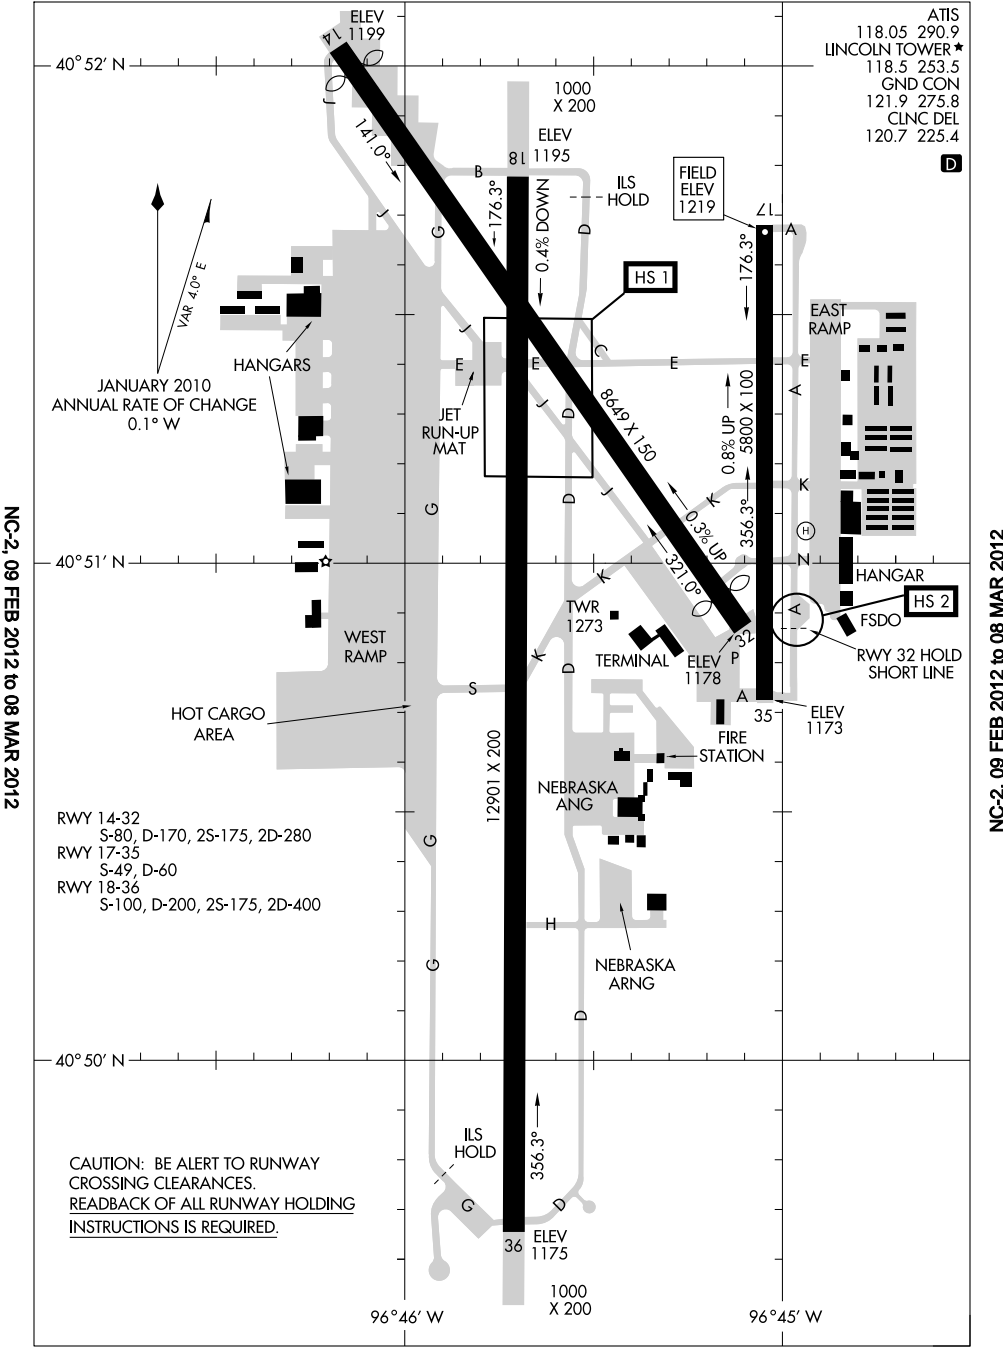 ELEV
1199
14
ATIS
118.05 290.9
LINCOLN TOWER★
118.5 253.5
GND CON
121.9 275.8
CLNC DEL
120.7 225.4
D
40°52' N
J
141.0°
1000
X 200
ELEV
1195
18
B
ILS
HOLD
FIELD
ELEV
1219
17
176.3°
0.4% DOWN
176.3°
A
J
G
D
HS 1
VAR 4.0° E
JANUARY 2010
ANNUAL RATE OF CHANGE
0.1° W
HANGARS
J
E
E
C
E
E
EAST
RAMP
JET
RUN-UP
MAT
J
D
8649 X 150
0.8% UP
5800 X 100
A
G
D
J
K
K
356.3°
0.3% UP
321.0°
H
N
40°51' N
K
HANGAR
HS 2
FSDO
A
TWR
1273
TERMINAL
32
P
ELEV
1178
RWY 32 HOLD
SHORT LINE
WEST
RAMP
K
D
S
A
35
ELEV
1173
HOT CARGO
AREA
FIRE
STATION
12901 X 200
NEBRASKA
ANG
RWY 14-32
S-80, D-170, 2S-175, 2D-280
RWY 17-35
S-49, D-60
RWY 18-36
S-100, D-200, 2S-175, 2D-400
G
H
G
NEBRASKA
ARNG
D
40°50' N
356.3°
ILS
HOLD
CAUTION: BE ALERT TO RUNWAY
CROSSING CLEARANCES.
READBACK OF ALL RUNWAY HOLDING
INSTRUCTIONS IS REQUIRED.
G
D
36
ELEV
1175
1000
X 200
96°46' W
96°45' W
NC-2, 09 FEB 2012 to 08 MAR 2012
NC-2, 09 FEB 2012 to 08 MAR 2012